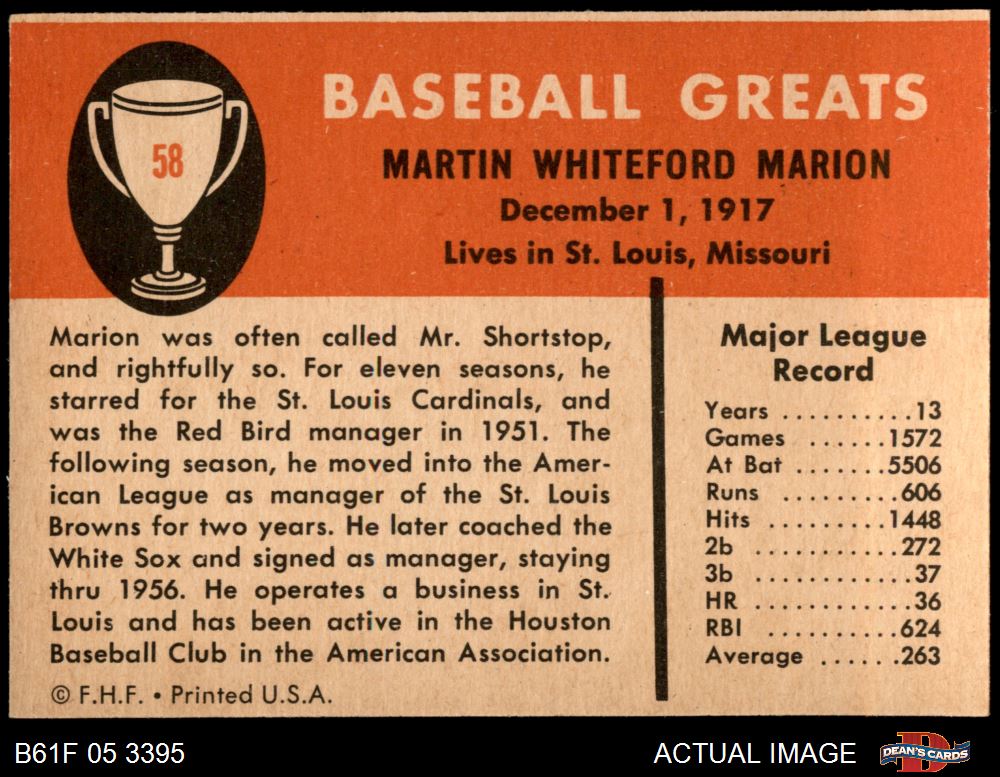 58
BASEBALL GREATS
MARTIN WHITEFORD MARION
December 1, 1917
Lives in St. Louis, Missouri
Marion was often called Mr. Shortstop,
and rightfully so. For eleven seasons, he
starred for the St. Louis Cardinals, and
was the Red Bird manager in 1951. The
following season, he moved into the Amer-
ican League as manager of the St. Louis
Browns for two years. He later coached the
White Sox and signed as manager, staying
thru 1956. He operates a business in St.
Louis and has been active in the Houston
Baseball Club in the American Association.
© F.H.F. • Printed U.S.A.
Major League
Record
Years ..........13
Games ......1572
At Bat .......5506
Runs .........606
Hits .........1448
2b ...........272
3b ............37
HR ............36
RBI ..........624
Average ......263
B61F 05 3395
ACTUAL IMAGE
D
DEAN'S CARDS